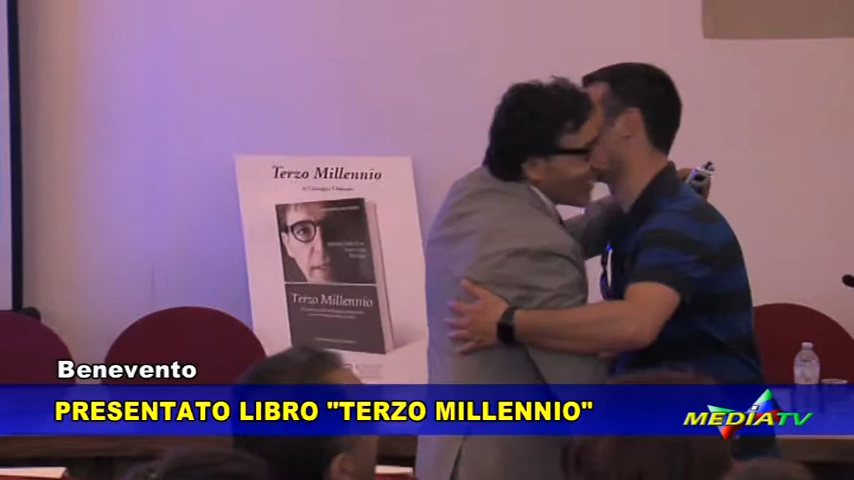 Terzo Millennio
Terzo Millennio
Benevento
PRESENTATO LIBRO "TERZO MILLENNIO"
MEDIATV